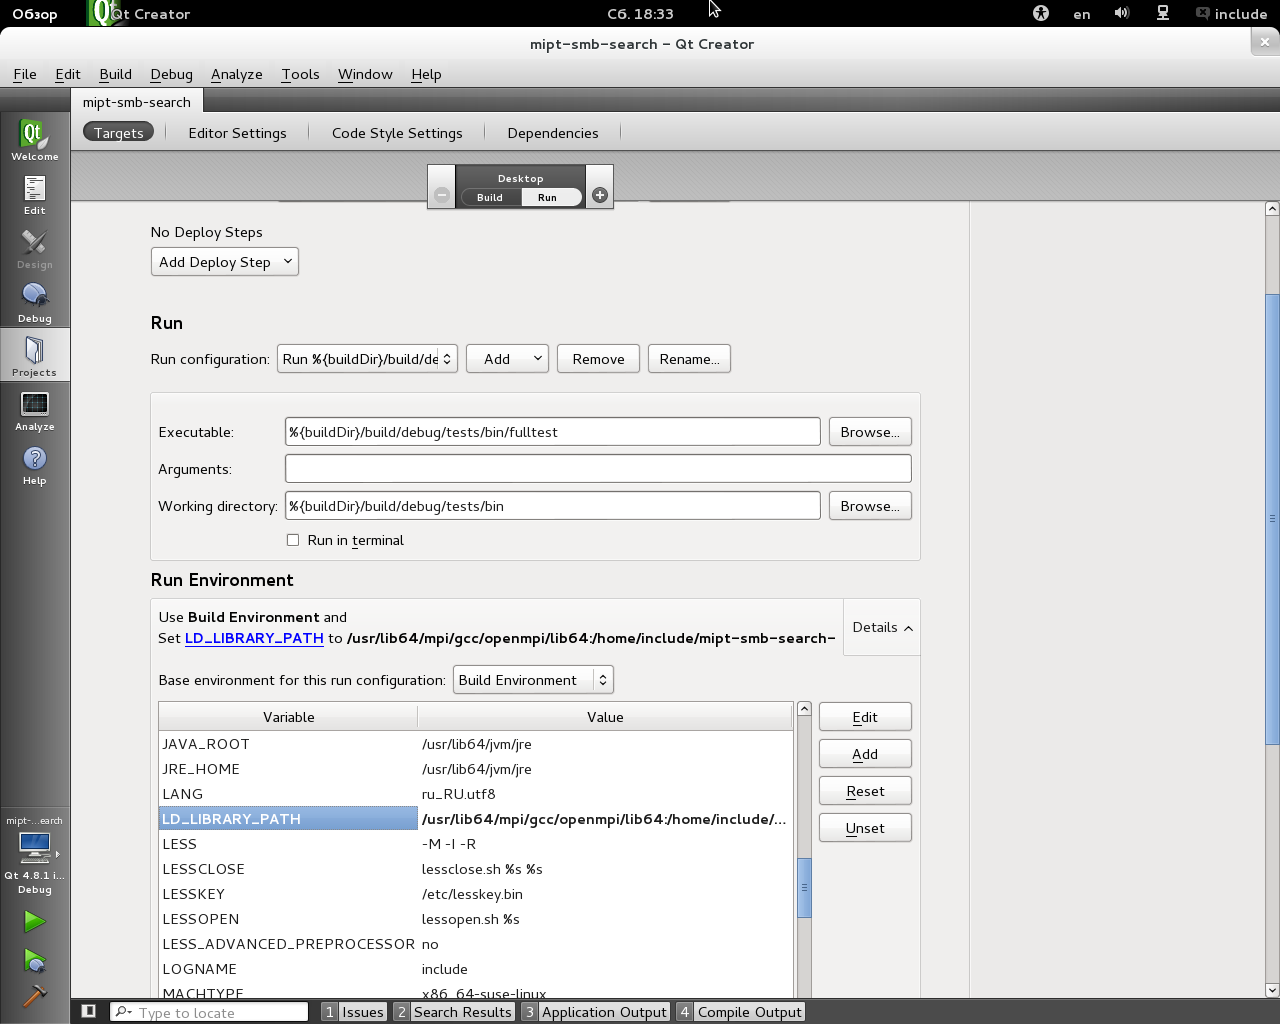 Обзор Qt Creator Сб. 18:33 en include
mipt-smb-search - Qt Creator
File Edit Build Debug Analyze Tools Window Help
mipt-smb-search
Targets Editor Settings Code Style Settings Dependencies
Qt
Welcome
Edit
Design
Debug
Projects
Analyze
Help
mipt-...earch
Qt 4.8.1 i...
Debug
Desktop
Build Run
No Deploy Steps
Add Deploy Step
Run
Run configuration: Run %{buildDir}/build/de Add Remove Rename...
Executable: %{buildDir}/build/debug/tests/bin/fulltest Browse...
Arguments:
Working directory: %{buildDir}/build/debug/tests/bin Browse...
Run in terminal
Run Environment
Use Build Environment and
Set LD_LIBRARY_PATH to /usr/lib64/mpi/gcc/openmpi/lib64:/home/include/mipt-smb-search-
Details
Base environment for this run configuration: Build Environment
Variable Value
JAVA_ROOT /usr/lib64/jvm/jre
JRE_HOME /usr/lib64/jvm/jre
LANG ru_RU.utf8
LD_LIBRARY_PATH /usr/lib64/mpi/gcc/openmpi/lib64:/home/include/...
LESS -M -I -R
LESSCLOSE lessclose.sh %s %s
LESSKEY /etc/lesskey.bin
LESSOPEN lessopen.sh %s
LESS_ADVANCED_PREPROCESSOR no
LOGNAME include
MACHTYPE x86_64-suse-linux
Edit
Add
Reset
Unset
Type to locate 1 Issues 2 Search Results 3 Application Output 4 Compile Output